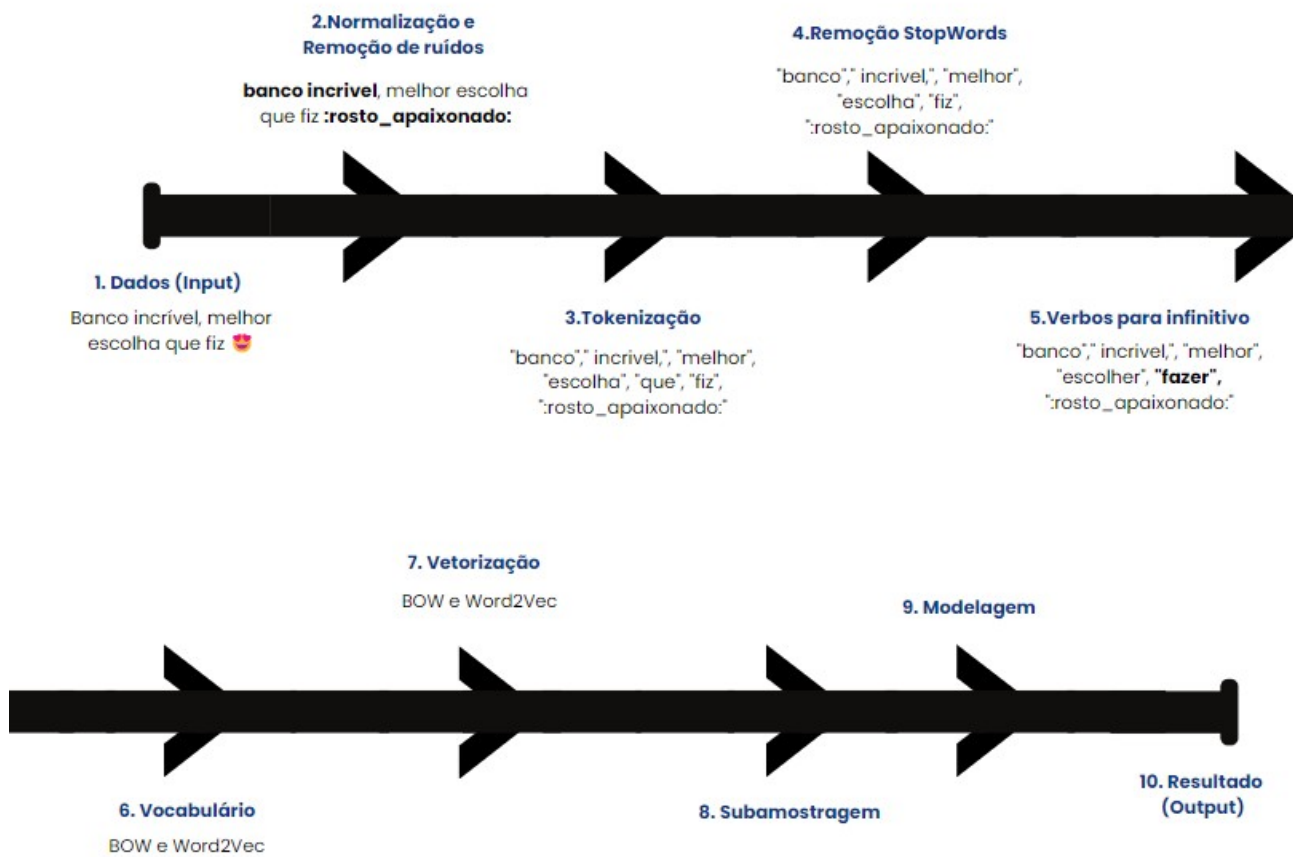 2.Normalização e
Remoção de ruídos
banco incrivel, melhor escolha
que fiz :rosto_apaixonado:
4.Remoção StopWords
"banco"," incrivel,", "melhor",
"escolha", "fiz",
":rosto_apaixonado:"
1. Dados (Input)
Banco incrível, melhor
escolha que fiz 😍
3.Tokenização
"banco"," incrivel,", "melhor",
"escolha", "que", "fiz",
":rosto_apaixonado:"
5.Verbos para infinitivo
"banco"," incrivel,", "melhor",
"escolher", "fazer",
":rosto_apaixonado:"
7. Vetorização
BOW e Word2Vec
9. Modelagem
6. Vocabulário
BOW e Word2Vec
8. Subamostragem
10. Resultado
(Output)